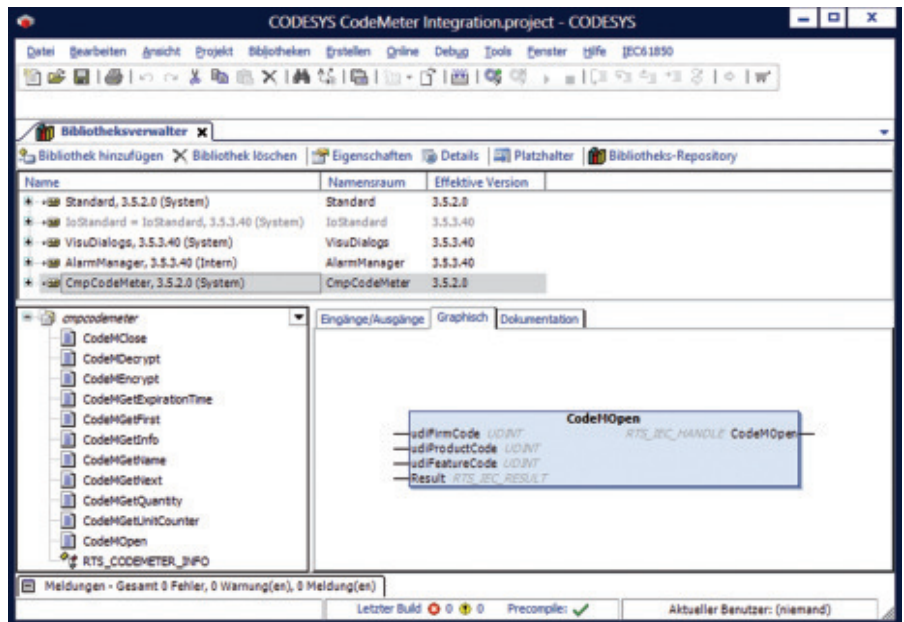 CODESYS CodeMeter Integration.project - CODESYS
Datei Bearbeiten Ansicht Projekt Bibliotheken Erstellen Online Debug Tools Fenster Hilfe IEC61850
Bibliotheksverwalter
Bibliothek hinzufügen Bibliothek löschen Eigenschaften Details Platzhalter Bibliotheks-Repository
Name Namensraum Effektive Version
Standard, 3.5.2.0 (System) Standard 3.5.2.0
IoStandard = IoStandard, 3.5.3.40 (System) IoStandard 3.5.3.40
VisuDialogs, 3.5.3.40 (System) VisuDialogs 3.5.3.40
AlarmManager, 3.5.3.40 (Intern) AlarmManager 3.5.3.40
CmpCodeMeter, 3.5.2.0 (System) CmpCodeMeter 3.5.2.0
cmpcodemeter
CodeMClose
CodeMDecrypt
CodeMEncrypt
CodeMGetExpirationTime
CodeMGetFirst
CodeMGetInfo
CodeMGetName
CodeMGetNext
CodeMGetQuantity
CodeMGetUnitCounter
CodeMOpen
RTS_CODEMETER_INFO
Eingänge/Ausgänge Graphisch Dokumentation
CodeMOpen
udiFirmCode UDINT RTS_IEC_HANDLE CodeMOpen
udiProductCode UDINT
udiFeatureCode UDINT
Result RTS_IEC_RESULT
Meldungen - Gesamt 0 Fehler, 0 Warnung(en), 0 Meldung(en)
Letzter Build 0 0 Precompile: Aktueller Benutzer: (niemand)